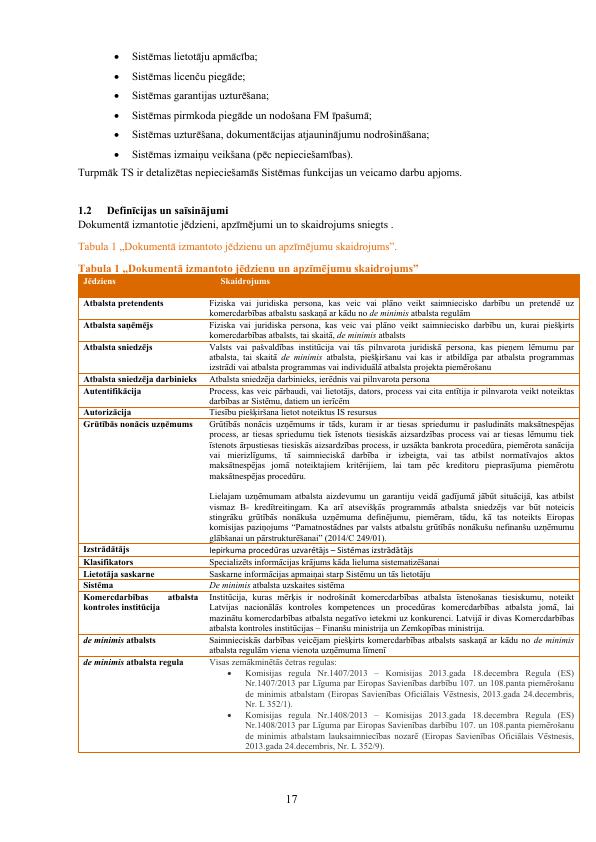 • Sistēmas lietotāju apmācība;
• Sistēmas licenču piegāde;
• Sistēmas garantijas uzturēšana;
• Sistēmas pirmkoda piegāde un nodošana FM īpašumā;
• Sistēmas uzturēšana, dokumentācijas atjauninājumu nodrošināšana;
• Sistēmas izmaiņu veikšana (pēc nepieciešamības).
Turpmāk TS ir detalizētas nepieciešamās Sistēmas funkcijas un veicamo darbu apjoms.
1.2 Definīcijas un saīsinājumi
Dokumentā izmantotie jēdzieni, apzīmējumi un to skaidrojums sniegts .
Tabula 1 „Dokumentā izmantoto jēdzienu un apzīmējumu skaidrojums”.
Tabula 1 „Dokumentā izmantoto jēdzienu un apzīmējumu skaidrojums”
Jēdziens Skaidrojums
Atbalsta pretendents Fiziska vai juridiska persona, kas veic vai plāno veikt saimniecisko darbību un pretendē uz
komercdarbības atbalstu saskaņā ar kādu no de minimis atbalsta regulām
Atbalsta saņēmējs Fiziska vai juridiska persona, kas veic vai plāno veikt saimniecisko darbību un, kurai piešķirts
komercdarbības atbalsts, tai skaitā, de minimis atbalsts
Atbalsta sniedzējs Valsts vai pašvaldības institūcija vai tās pilnvarota juridiskā persona, kas pieņem lēmumu par
atbalsta, tai skaitā de minimis atbalsta, piešķiršanu vai kas ir atbildīga par atbalsta programmas
izstrādi vai atbalsta programmas vai individuālā atbalsta projekta piemērošanu
Atbalsta sniedzēja darbinieks Atbalsta sniedzēja darbinieks, ierēdnis vai pilnvarota persona
Autentifikācija Process, kas veic pārbaudi, vai lietotājs, dators, process vai cita entītija ir pilnvarota veikt noteiktas
darbības ar Sistēmu, datiem un ierīcēm
Autorizācija Tiesību piešķiršana lietot noteiktus IS resursus
Grūtībās nonācis uzņēmums Grūtībās nonācis uzņēmums ir tāds, kuram ir ar tiesas spriedumu ir pasludināts maksātnespējas
process, ar tiesas spriedumu tiek īstenots tiesiskās aizsardzības process vai ar tiesas lēmumu tiek
īstenots ārpustiesas tiesiskās aizsardzības process, ir uzsākta bankrota procedūra, piemērota sanācija
vai mierizlīgums, tā saimnieciskā darbība ir izbeigta, vai tas atbilst normatīvajos aktos
maksātnespējas jomā noteiktajiem kritērijiem, lai tam pēc kreditoru pieprasījuma piemērotu
maksātnespējas procedūru.
Lielajam uzņēmumam atbalsta aizdevumu un garantiju veidā gadījumā jābūt situācijā, kas atbilst
vismaz B- kredītreitingam. Ka arī atsevišķās programmās atbalsta sniedzējs var būt noteicis
stingrāku grūtībās nonākuša uzņēmuma definējumu, piemēram, tādu, kā tas noteikts Eiropas
komisijas paziņojums “Pamatnostādnes par valsts atbalstu grūtībās nonākušu nefinanšu uzņēmumu
glābšanai un pārstrukturēšanai” (2014/C 249/01).
Izstrādātājs Iepirkuma procedūras uzvarētājs – Sistēmas izstrādātājs
Klasifikators Specializēts informācijas krājums kāda lieluma sistematizēšanai
Lietotāja saskarne Saskarne informācijas apmaiņai starp Sistēmu un tās lietotāju
Sistēma De minimis atbalsta uzskaites sistēma
Komercdarbības atbalsta Institūcija, kuras mērķis ir nodrošināt komercdarbības atbalsta īstenošanas tiesiskumu, noteikt
kontroles institūcija Latvijas nacionālās kontroles kompetences un procedūras komercdarbības atbalsta jomā, lai
mazinātu komercdarbības atbalsta negatīvo ietekmi uz konkurenci. Latvijā ir divas Komercdarbības
atbalsta kontroles institūcijas – Finanšu ministrija un Zemkopības ministrija.
de minimis atbalsts Saimnieciskās darbības veicējam piešķirts komercdarbības atbalsts saskaņā ar kādu no de minimis
atbalsta regulām viena vienota uzņēmuma līmenī
de minimis atbalsta regula Visas zemākminētās četras regulas:
• Komisijas regula Nr.1407/2013 – Komisijas 2013.gada 18.decembra Regula (ES)
Nr.1407/2013 par Līguma par Eiropas Savienības darbību 107. un 108.panta piemērošanu
de minimis atbalstam (Eiropas Savienības Oficiālais Vēstnesis, 2013.gada 24.decembris,
Nr. L 352/1).
• Komisijas regula Nr.1408/2013 – Komisijas 2013.gada 18.decembra Regula (ES)
Nr.1408/2013 par Līguma par Eiropas Savienības darbību 107. un 108.panta piemērošanu
de minimis atbalstam lauksaimniecības nozarē (Eiropas Savienības Oficiālais Vēstnesis,
2013.gada 24.decembris, Nr. L 352/9).
17